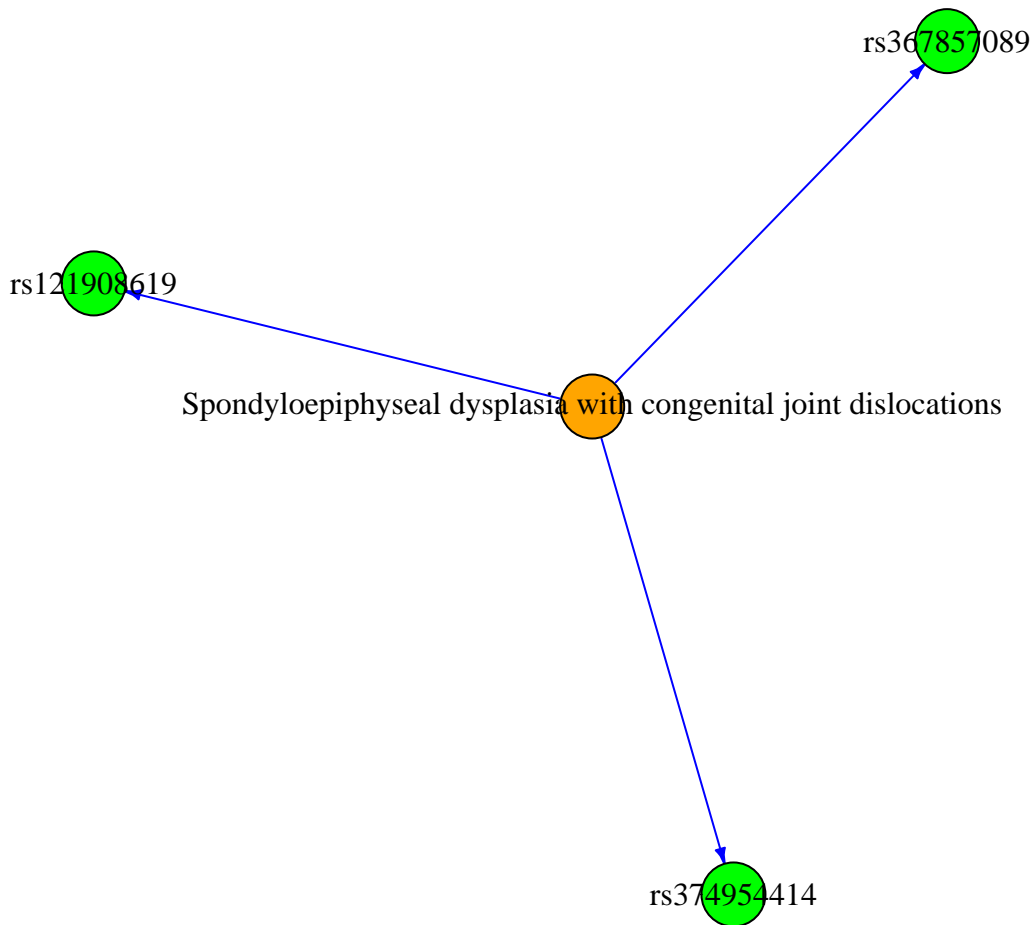 rs367857089
rs121908619
Spondyloepiphyseal dysplasia with congenital joint dislocations
rs374954414